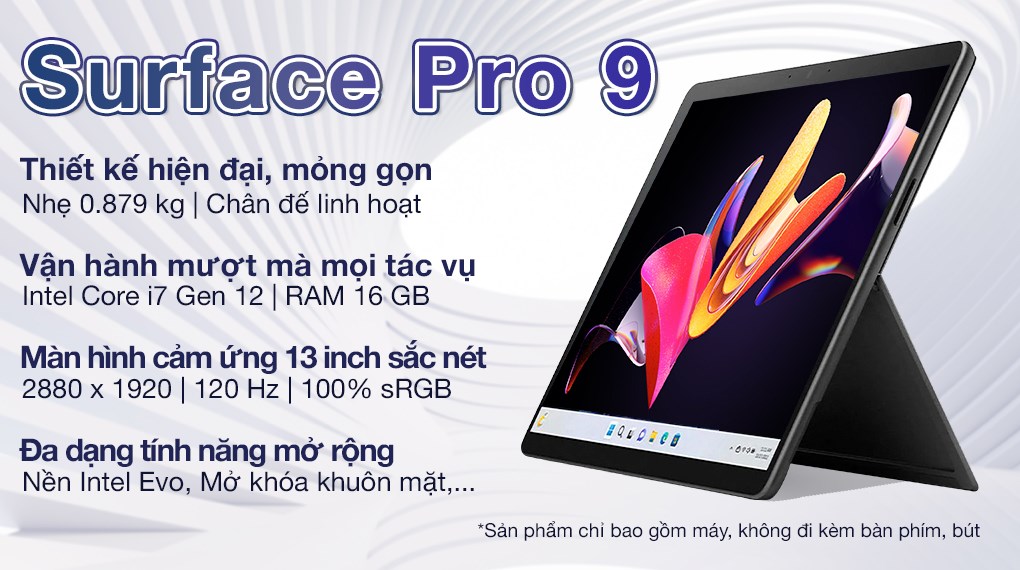 Surface Pro 9
Thiết kế hiện đại, mỏng gọn
Nhẹ 0.879 kg | Chân đế linh hoạt
Vận hành mượt mà mọi tác vụ
Intel Core i7 Gen 12 | RAM 16 GB
Màn hình cảm ứng 13 inch sắc nét
2880 x 1920 | 120 Hz | 100% sRGB
Đa dạng tính năng mở rộng
Nền Intel Evo, Mở khóa khuôn mặt,...
*Sản phẩm chỉ bao gồm máy, không đi kèm bàn phím, bút